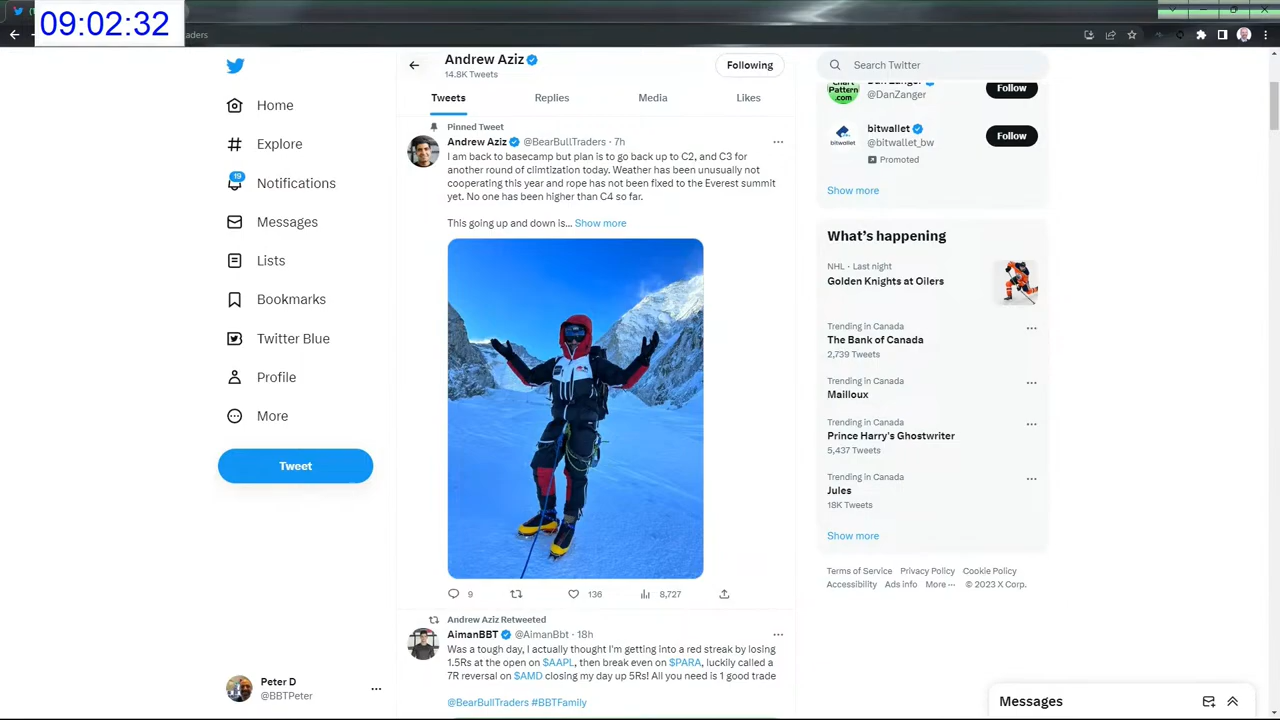 09:02:32
aders
Andrew Aziz
14.8K Tweets
Following
Search Twitter
Tweets
Replies
Media
Likes
Home
Explore
19
Notifications
Messages
Lists
Bookmarks
Twitter Blue
Profile
More
Tweet
Peter D
@BBTPeter
Pinned Tweet
Andrew Aziz @BearBullTraders · 7h
I am back to basecamp but plan is to go back up to C2, and C3 for
another round of climtization today. Weather has been unusually not
cooperating this year and rope has not been fixed to the Everest summit
yet. No one has been higher than C4 so far.
This going up and down is... Show more
9
136
8,727
Andrew Aziz Retweeted
AimanBBT @AimanBbt · 18h
Was a tough day, I actually thought I'm getting into a red streak by losing
1.5Rs at the open on $AAPL, then break even on $PARA, luckily called a
7R reversal on $AMD closing my day up 5Rs! All you need is 1 good trade
@BearBullTraders #BBTFamily
Chart
Pattern
.com
Dan Zanger
@DanZanger
Follow
bitwallet
bitwallet
@bitwallet_bw
Promoted
Follow
Show more
What's happening
NHL · Last night
Golden Knights at Oilers
Trending in Canada
The Bank of Canada
2,739 Tweets
Trending in Canada
Mailloux
Trending in Canada
Prince Harry's Ghostwriter
5,437 Tweets
Trending in Canada
Jules
18K Tweets
Show more
Terms of Service Privacy Policy Cookie Policy
Accessibility Ads info More ··· © 2023 X Corp.
Messages